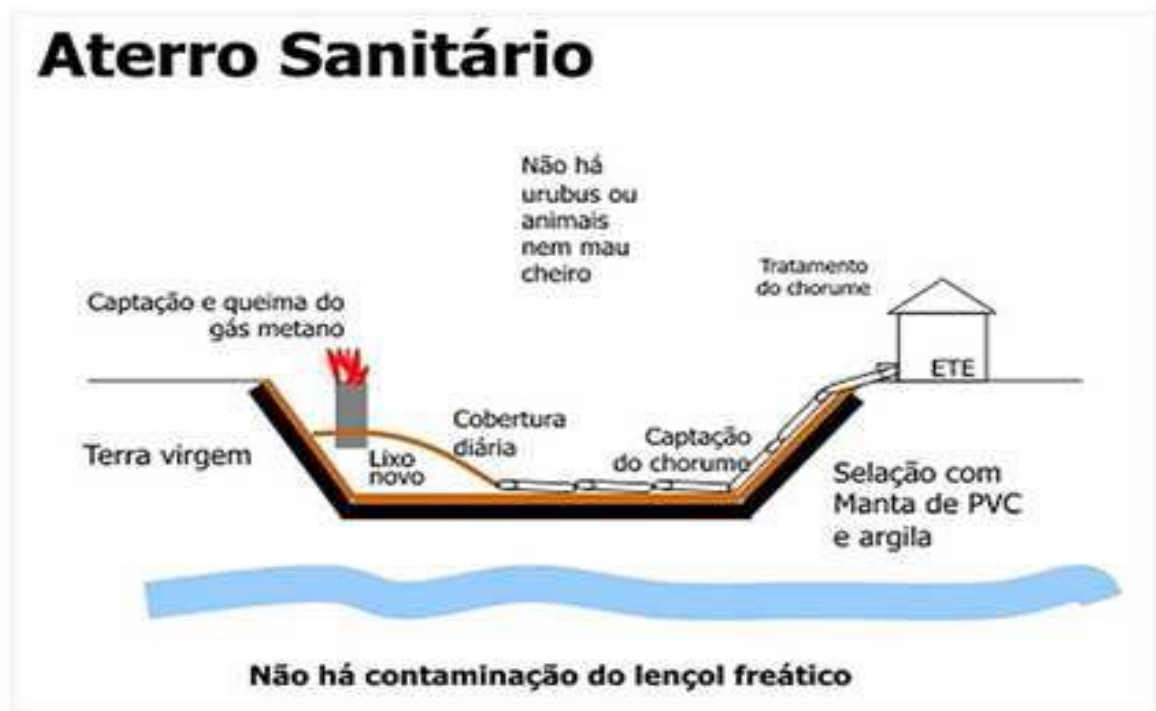 Aterro Sanitário
Não há
urubus ou
animais
nem mau
cheiro
Tratamento
do chorume
Captação e queima do
gás metano
ETE
Cobertura
diária
Captação
do chorume
Terra virgem
Lixo
novo
Selação com
Manta de PVC
e argila
Não há contaminação do lençol freático